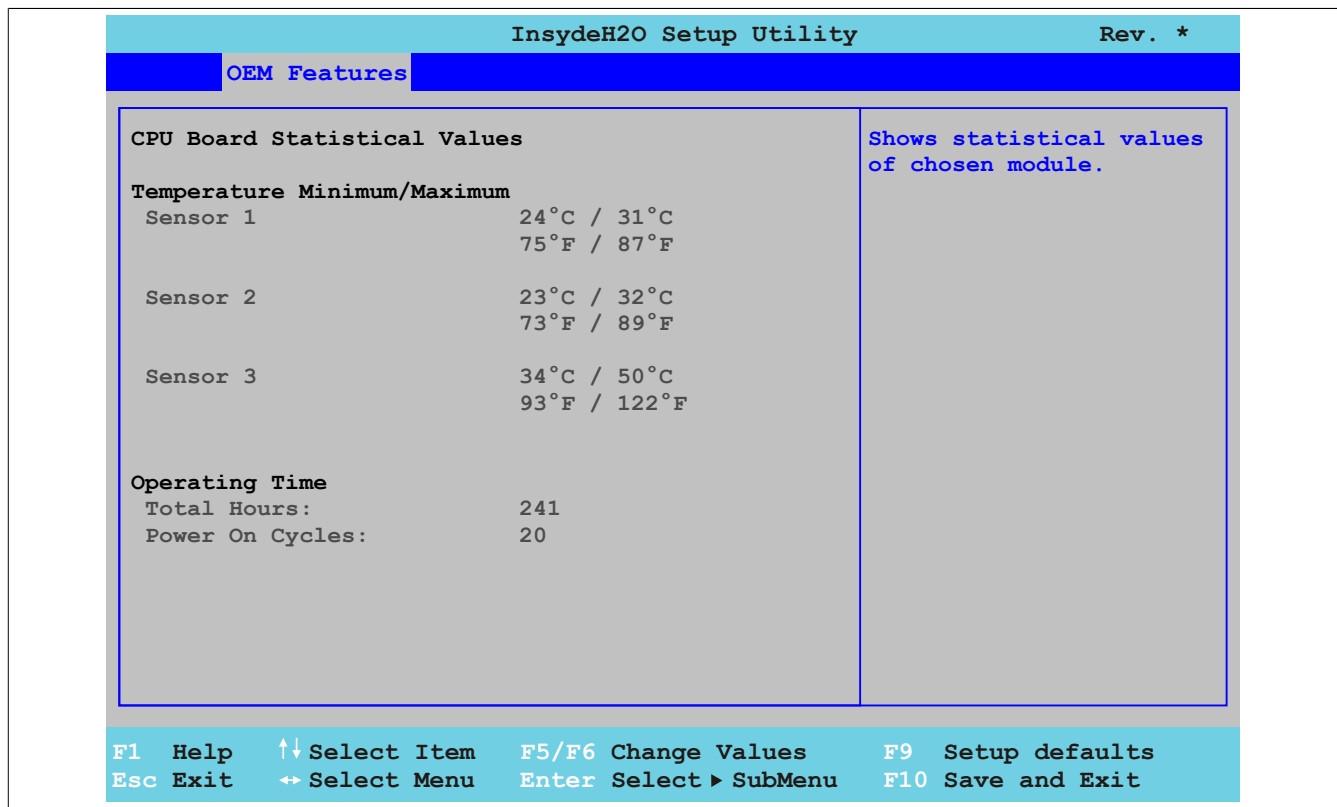 InsydeH2O Setup Utility Rev. *
OEM Features
CPU Board Statistical Values
Temperature Minimum/Maximum
Sensor 1 24°C / 31°C
75°F / 87°F
Sensor 2 23°C / 32°C
73°F / 89°F
Sensor 3 34°C / 50°C
93°F / 122°F
Operating Time
Total Hours: 241
Power On Cycles: 20
Shows statistical values
of chosen module.
F1 Help ↑↓ Select Item F5/F6 Change Values F9 Setup defaults
Esc Exit ↔ Select Menu Enter Select ▶ SubMenu F10 Save and Exit